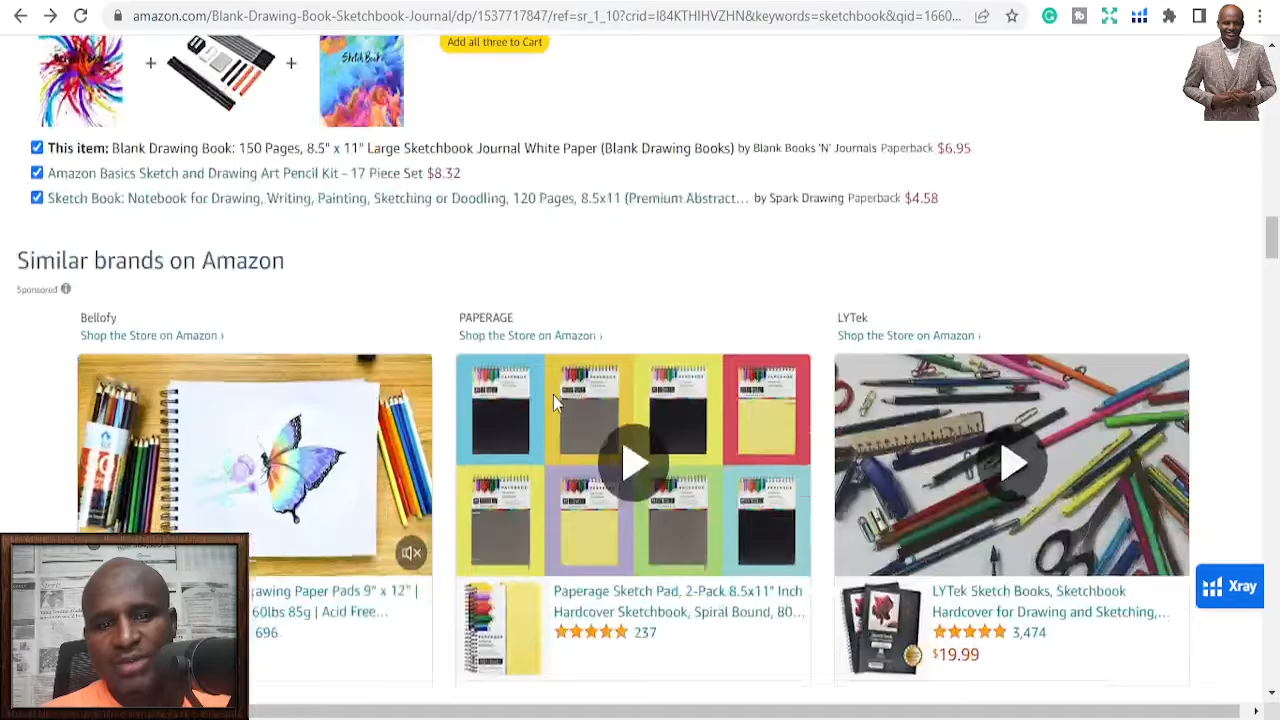 amazon.com/Blank-Drawing-Book-Sketchbook-Journal/dp/1537717847/ref=sr_1_10?crid=I84KTHIHVZHN&keywords=sketchbook&qid=1660...
Add all three to Cart
Sketch Book
This item: Blank Drawing Book: 150 Pages, 8.5" x 11" Large Sketchbook Journal White Paper (Blank Drawing Books) by Blank Books 'N' Journals Paperback $6.95
Amazon Basics Sketch and Drawing Art Pencil Kit - 17 Piece Set $8.32
Sketch Book: Notebook for Drawing, Writing, Painting, Sketching or Doodling, 120 Pages, 8.5x11 (Premium Abstract... by Spark Drawing Paperback $4.58
Similar brands on Amazon
Sponsored
Bellofy
Shop the Store on Amazon ›
PAPERAGE
Shop the Store on Amazon ›
LYTek
Shop the Store on Amazon ›
awing Paper Pads 9" x 12" |
60lbs 85g | Acid Free...
696
Paperage Sketch Pad, 2-Pack 8.5x11" Inch
Hardcover Sketchbook, Spiral Bound, 80...
237
LYTek Sketch Books, Sketchbook
Hardcover for Drawing and Sketching,...
3,474
$19.99
Xray